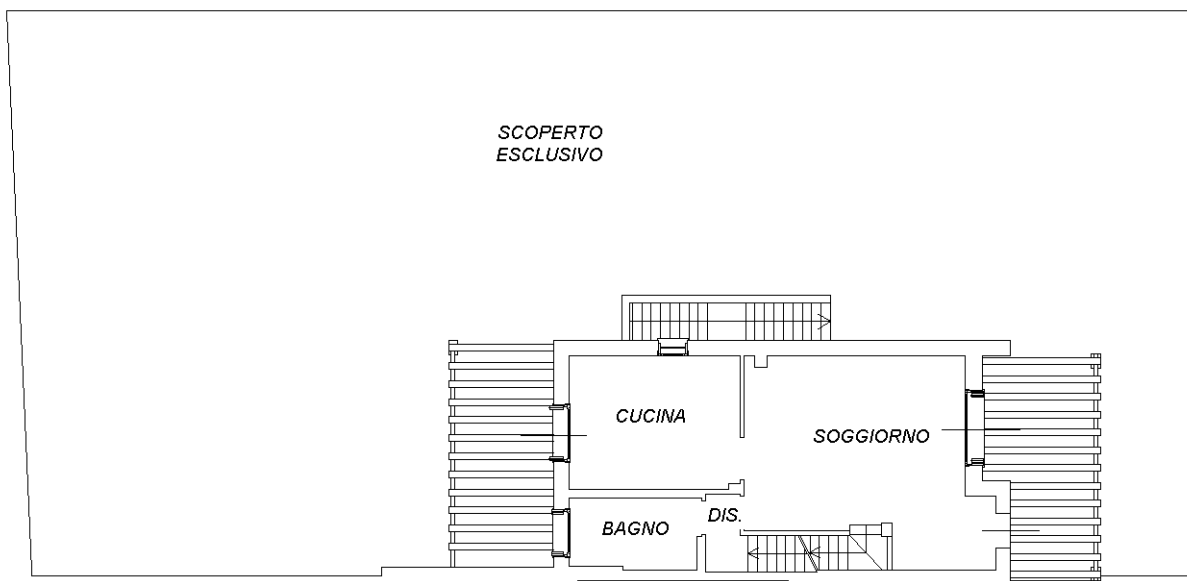 SCOPERTO
ESCLUSIVO
CUCINA
SOGGIORNO
BAGNO
DIS.